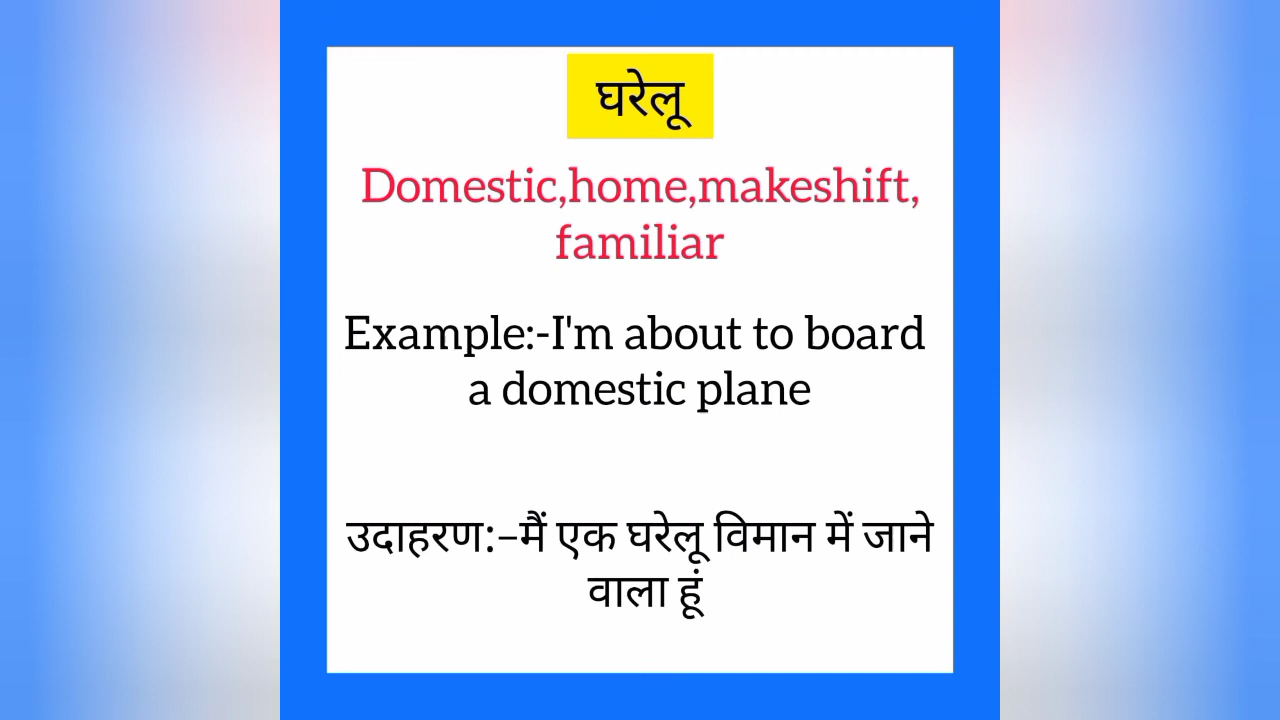 घरेलू
Domestic,home,makeshift,
familiar
Example:-I'm about to board
a domestic plane
उदाहरण:–मैं एक घरेलू विमान में जाने
वाला हूं